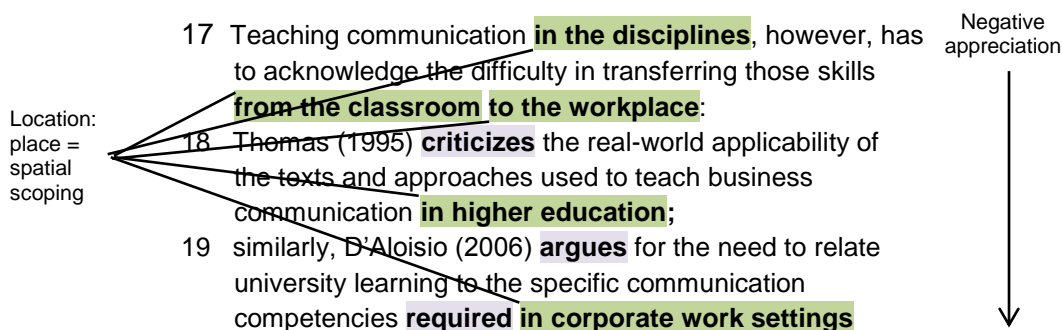 17 Teaching communication in the disciplines, however, has
to acknowledge the difficulty in transferring those skills
from the classroom to the workplace:
18 Thomas (1995) criticizes the real-world applicability of
the texts and approaches used to teach business
communication in higher education;
19 similarly, D’Aloisio (2006) argues for the need to relate
university learning to the specific communication
competencies required in corporate work settings
Location:
place =
spatial
scoping
Negative
appreciation